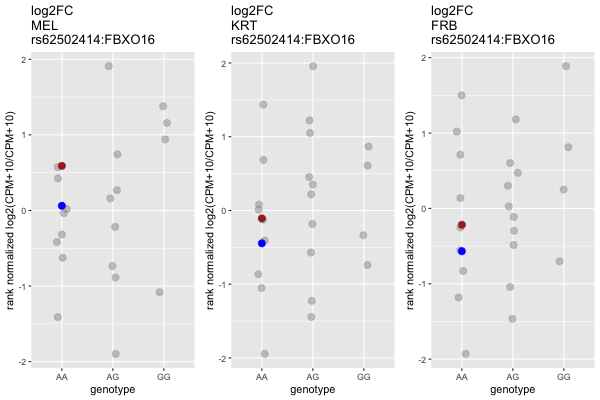 log2FC
MEL
rs62502414:FBXO16
rank normalized log2(CPM+10/CPM+10)
2
1
0
-1
-2
AA
AG
GG
genotype
log2FC
KRT
rs62502414:FBXO16
rank normalized log2(CPM+10/CPM+10)
2
1
0
-1
-2
AA
AG
GG
genotype
log2FC
FRB
rs62502414:FBXO16
rank normalized log2(CPM+10/CPM+10)
2
1
0
-1
-2
AA
AG
GG
genotype